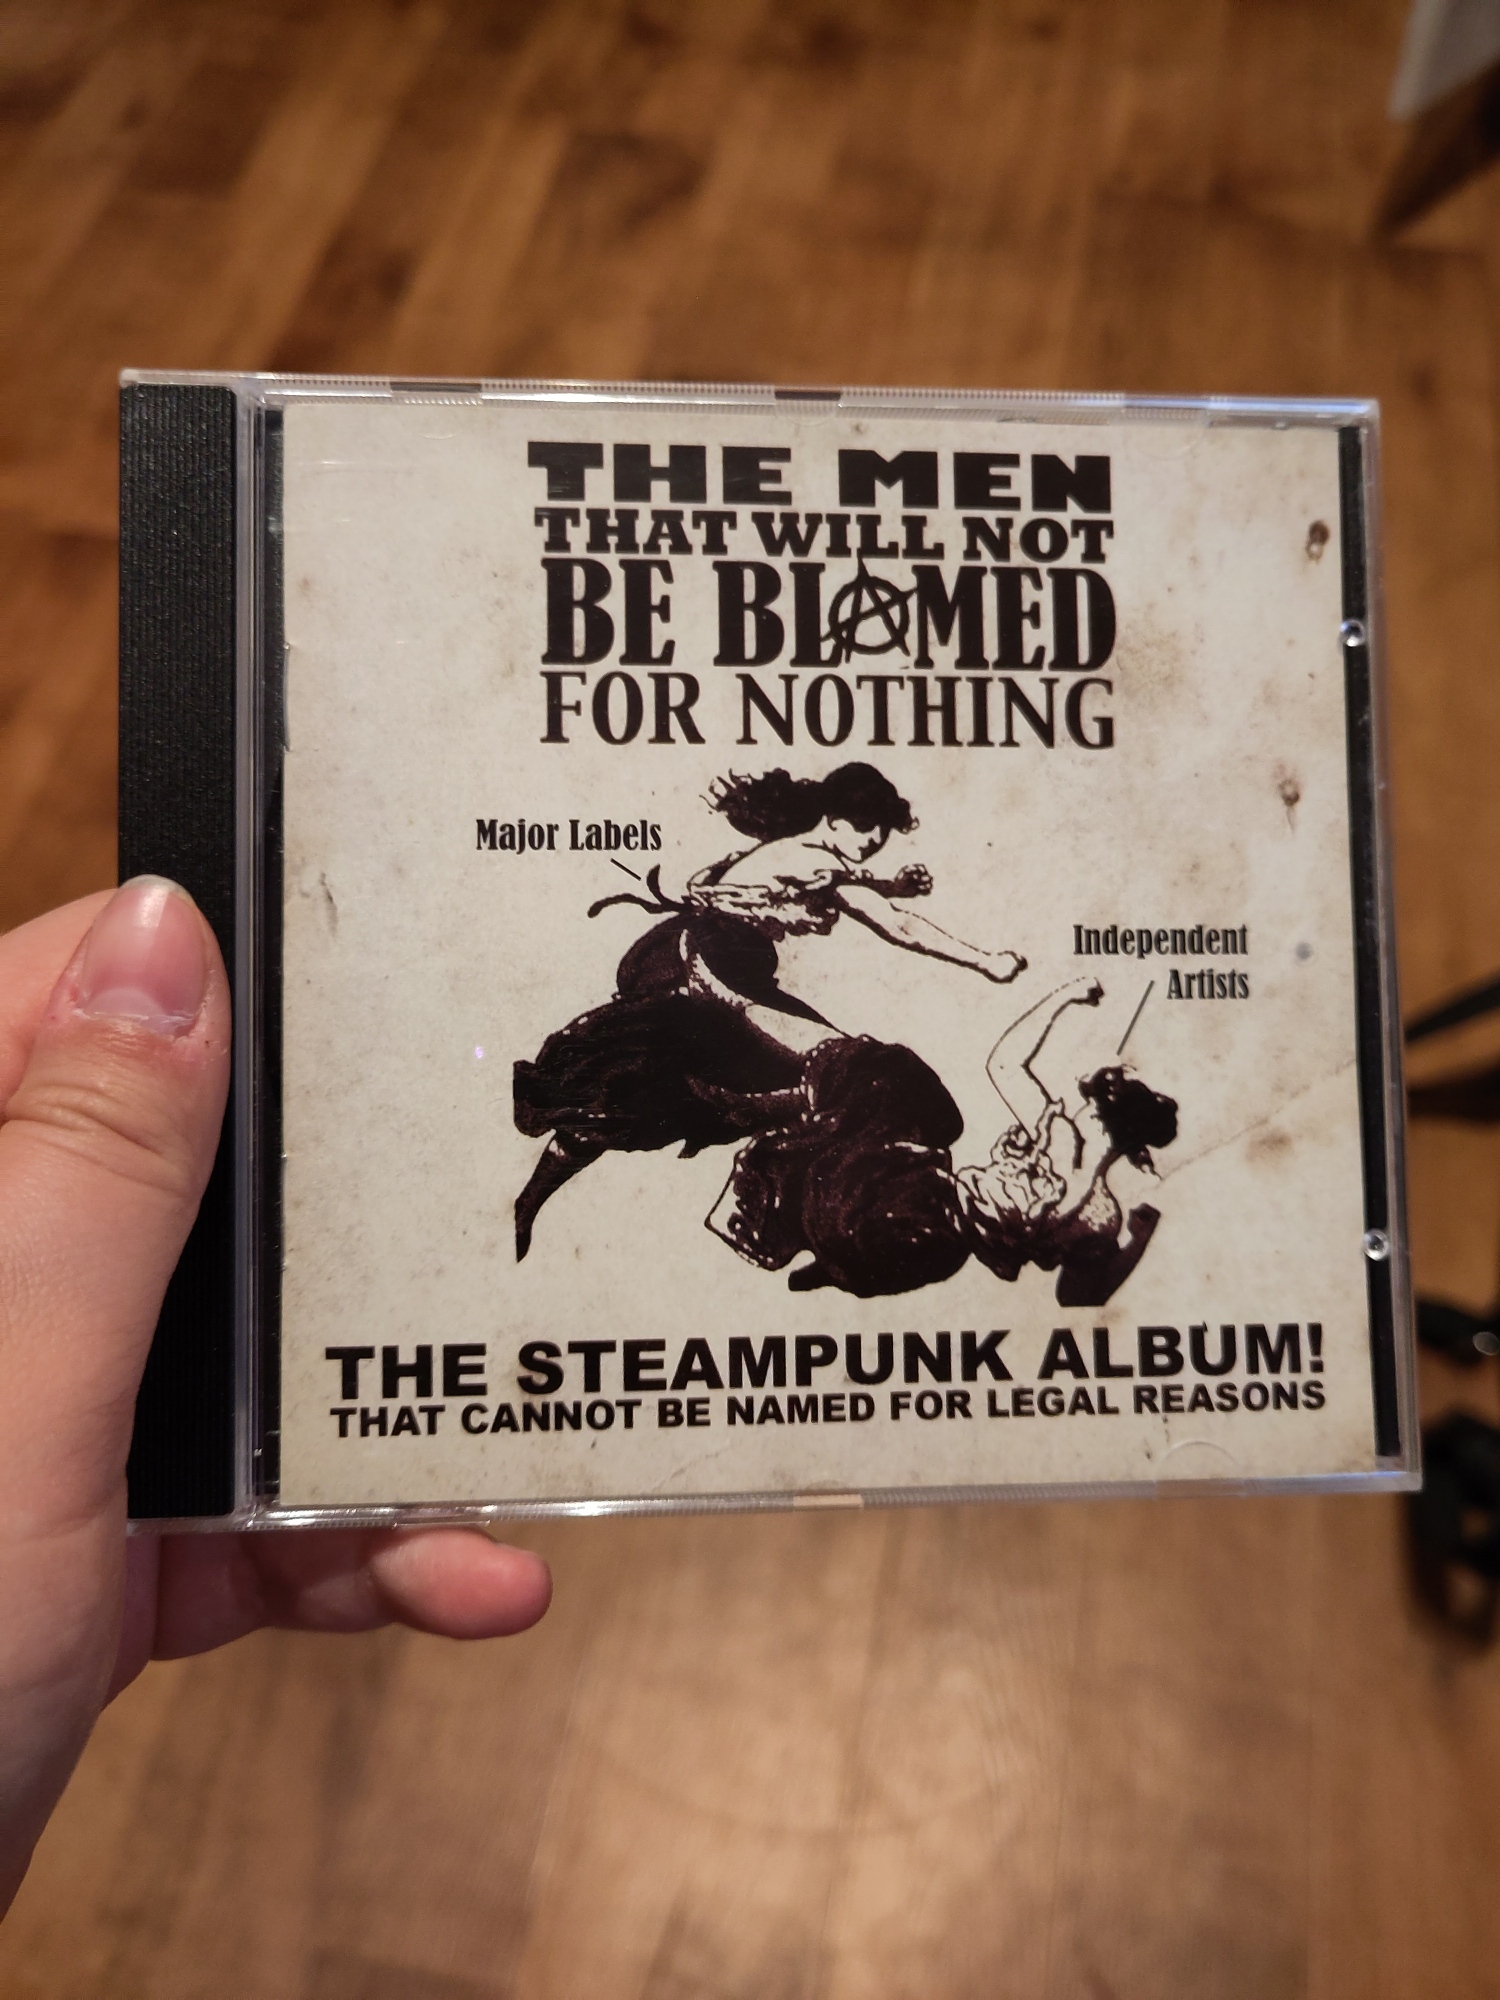 THE MEN
THAT WILL NOT
BE BLAMED
FOR NOTHING
Major Labels
Independent
Artists
THE STEAMPUNK ALBUM!
THAT CANNOT BE NAMED FOR LEGAL REASONS